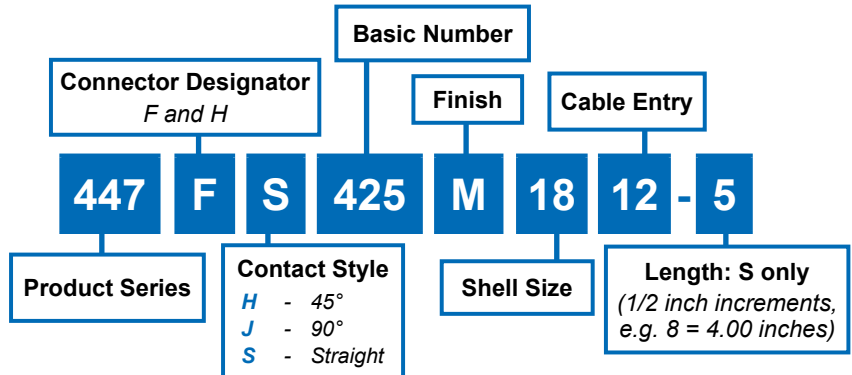 Basic Number
Connector Designator
F and H
Finish
Cable Entry
447 F S 425 M 18 12 - 5
Product Series
Contact Style
H - 45°
J - 90°
S - Straight
Shell Size
Length: S only
(1/2 inch increments,
e.g. 8 = 4.00 inches)